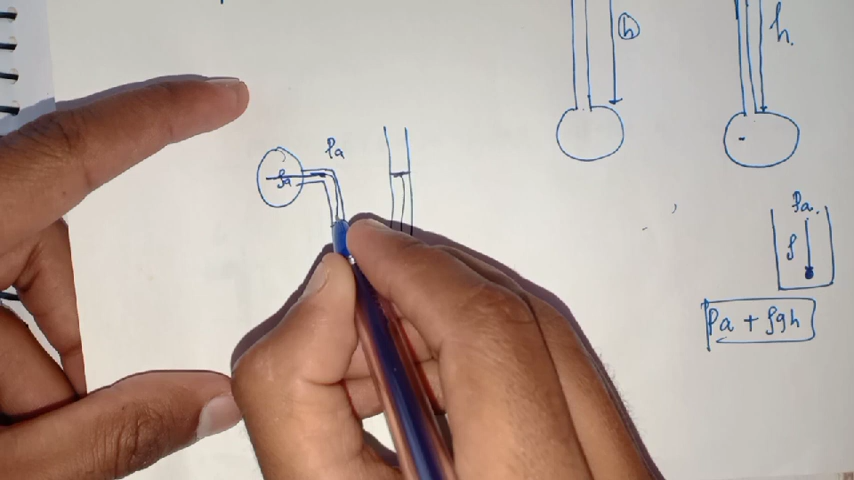 h
h.
Pa
Pa.
ρ
Pa + ρgh